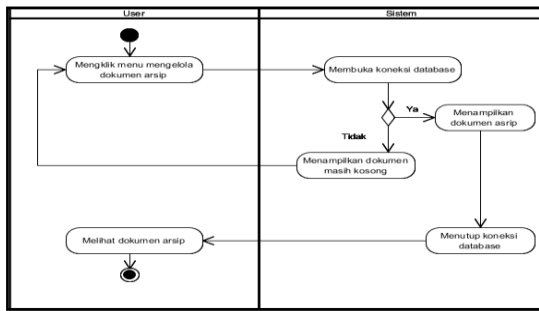 User
Sistem
Mengklik menu mengelola
dokumen arsip
Membuka koneksi database
Ya
Menampilkan
dokumen asrip
Tidak
Menampilkan dokumen
masih kosong
Melihat dokumen arsip
Menutup koneksi
database